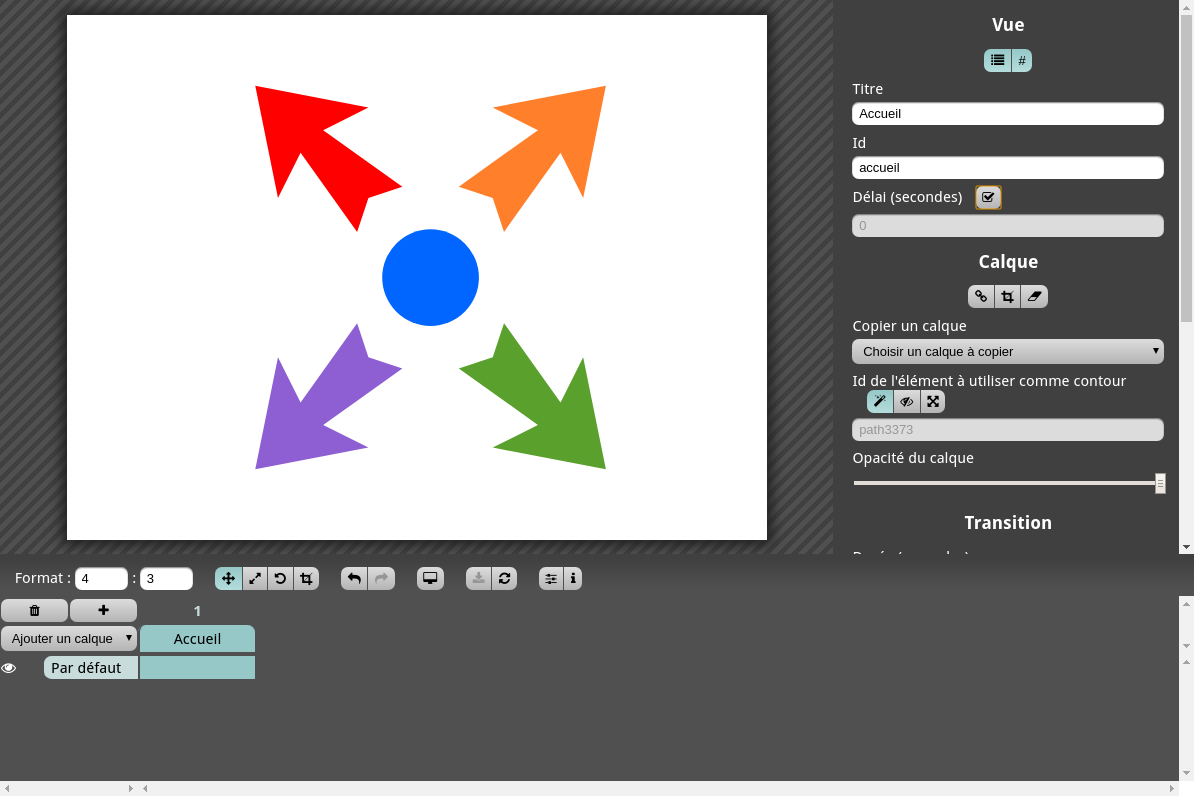 Vue
#
Titre
Accueil
Id
accueil
Délai (secondes)
0
Calque
Copier un calque
Choisir un calque à copier
Id de l'élément à utiliser comme contour
path3373
Opacité du calque
Transition
Format : 4 : 3
1
Ajouter un calque
Accueil
Par défaut